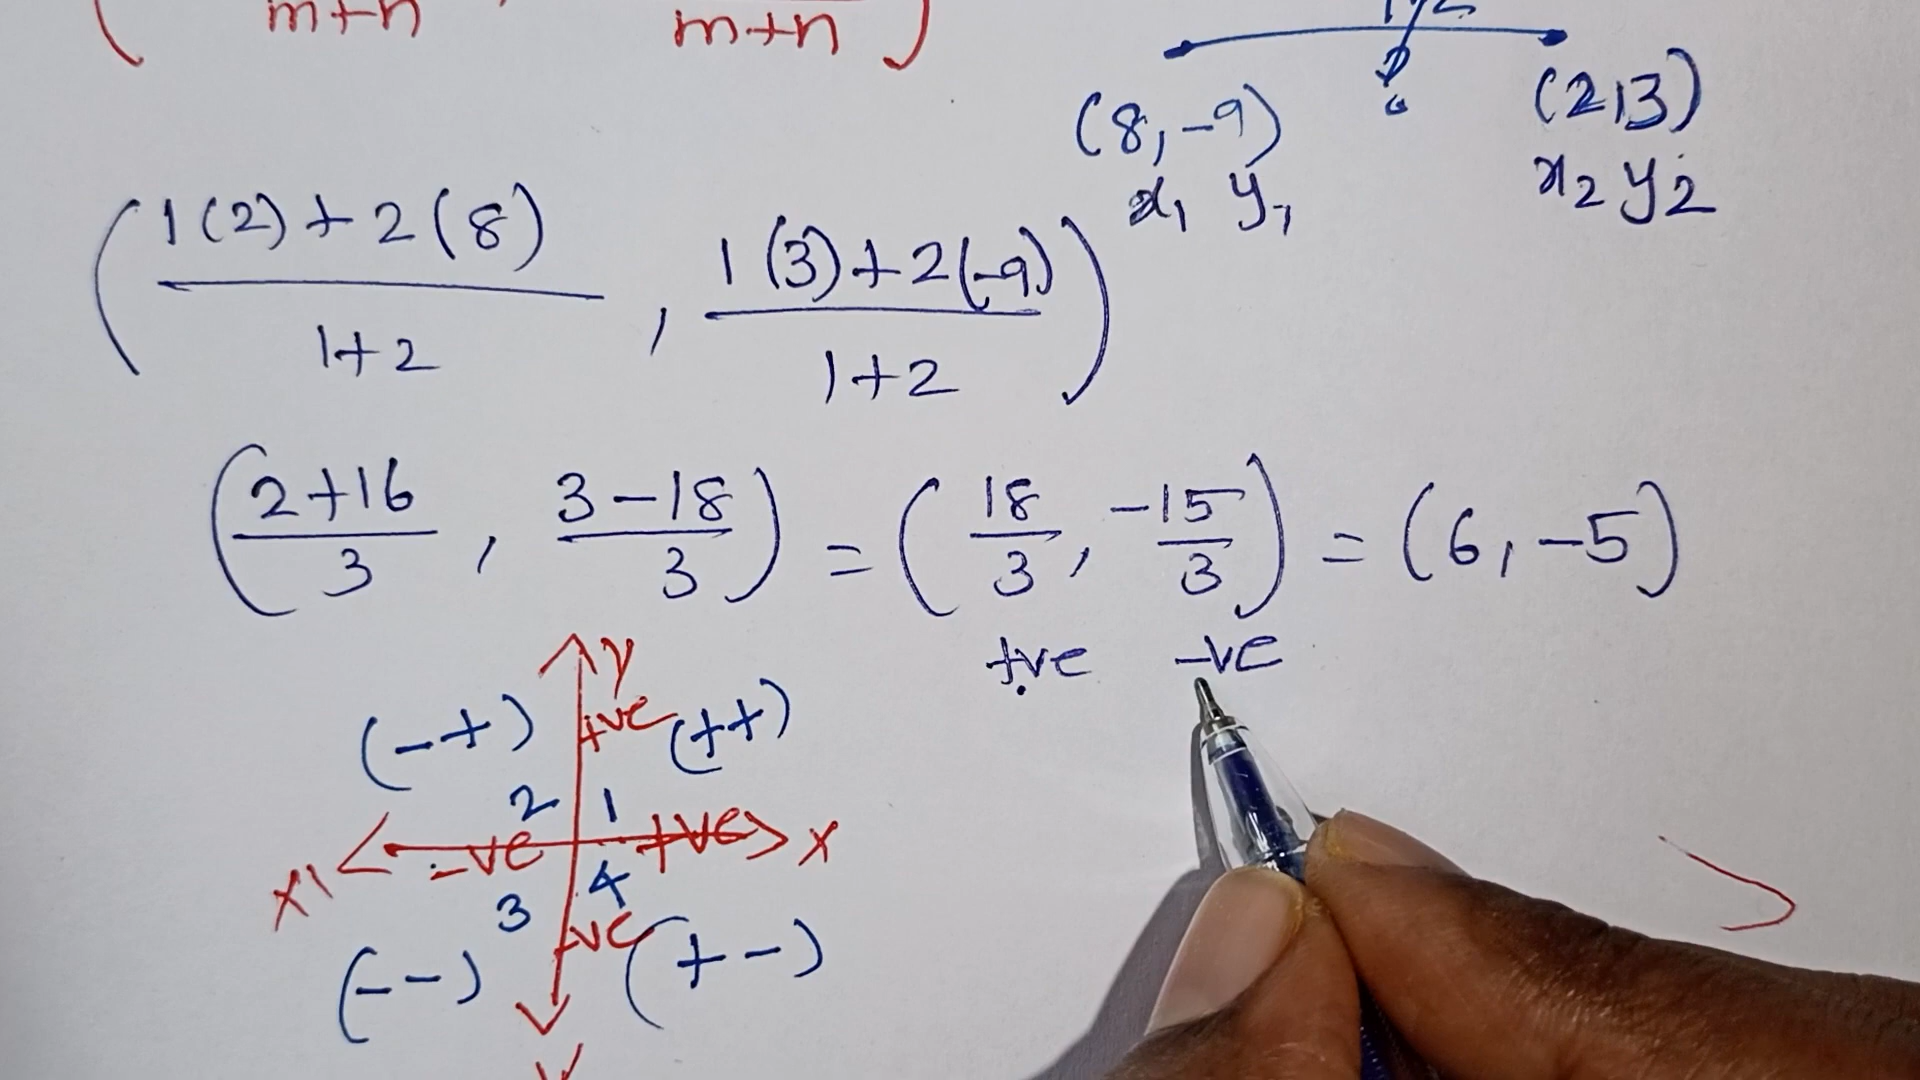 m+n , m+n
(8, -9) (2,3)
x1 y1 x2 y2
(1(2)+2(8)/1+2 , 1(3)+2(-9)/1+2)
(2+16/3 , 3-18/3) = (18/3, -15/3) = (6, -5)
+ve -ve
y
(-+) +ve (++)
2 1
x' -ve +ve x
3 4
-ve
(--) (+-)